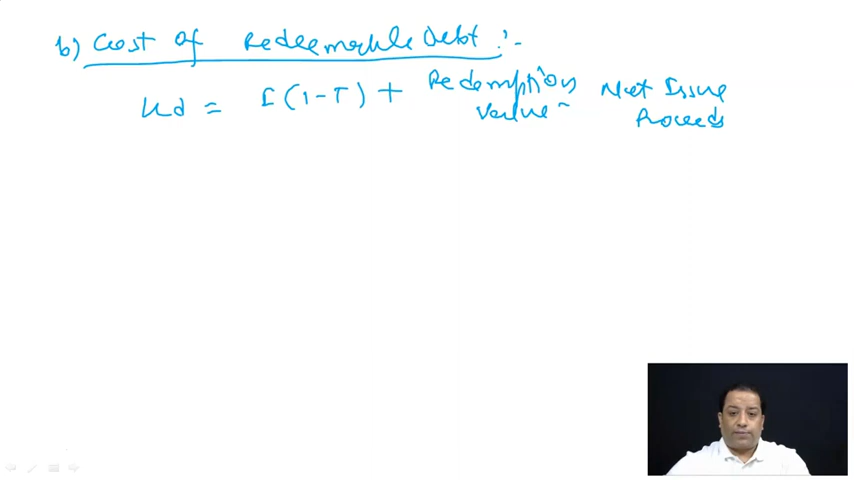 b) Cost of Redeemable Debt :-
Kd = I (1-T) + Redemption Value - Net Issue Proceeds